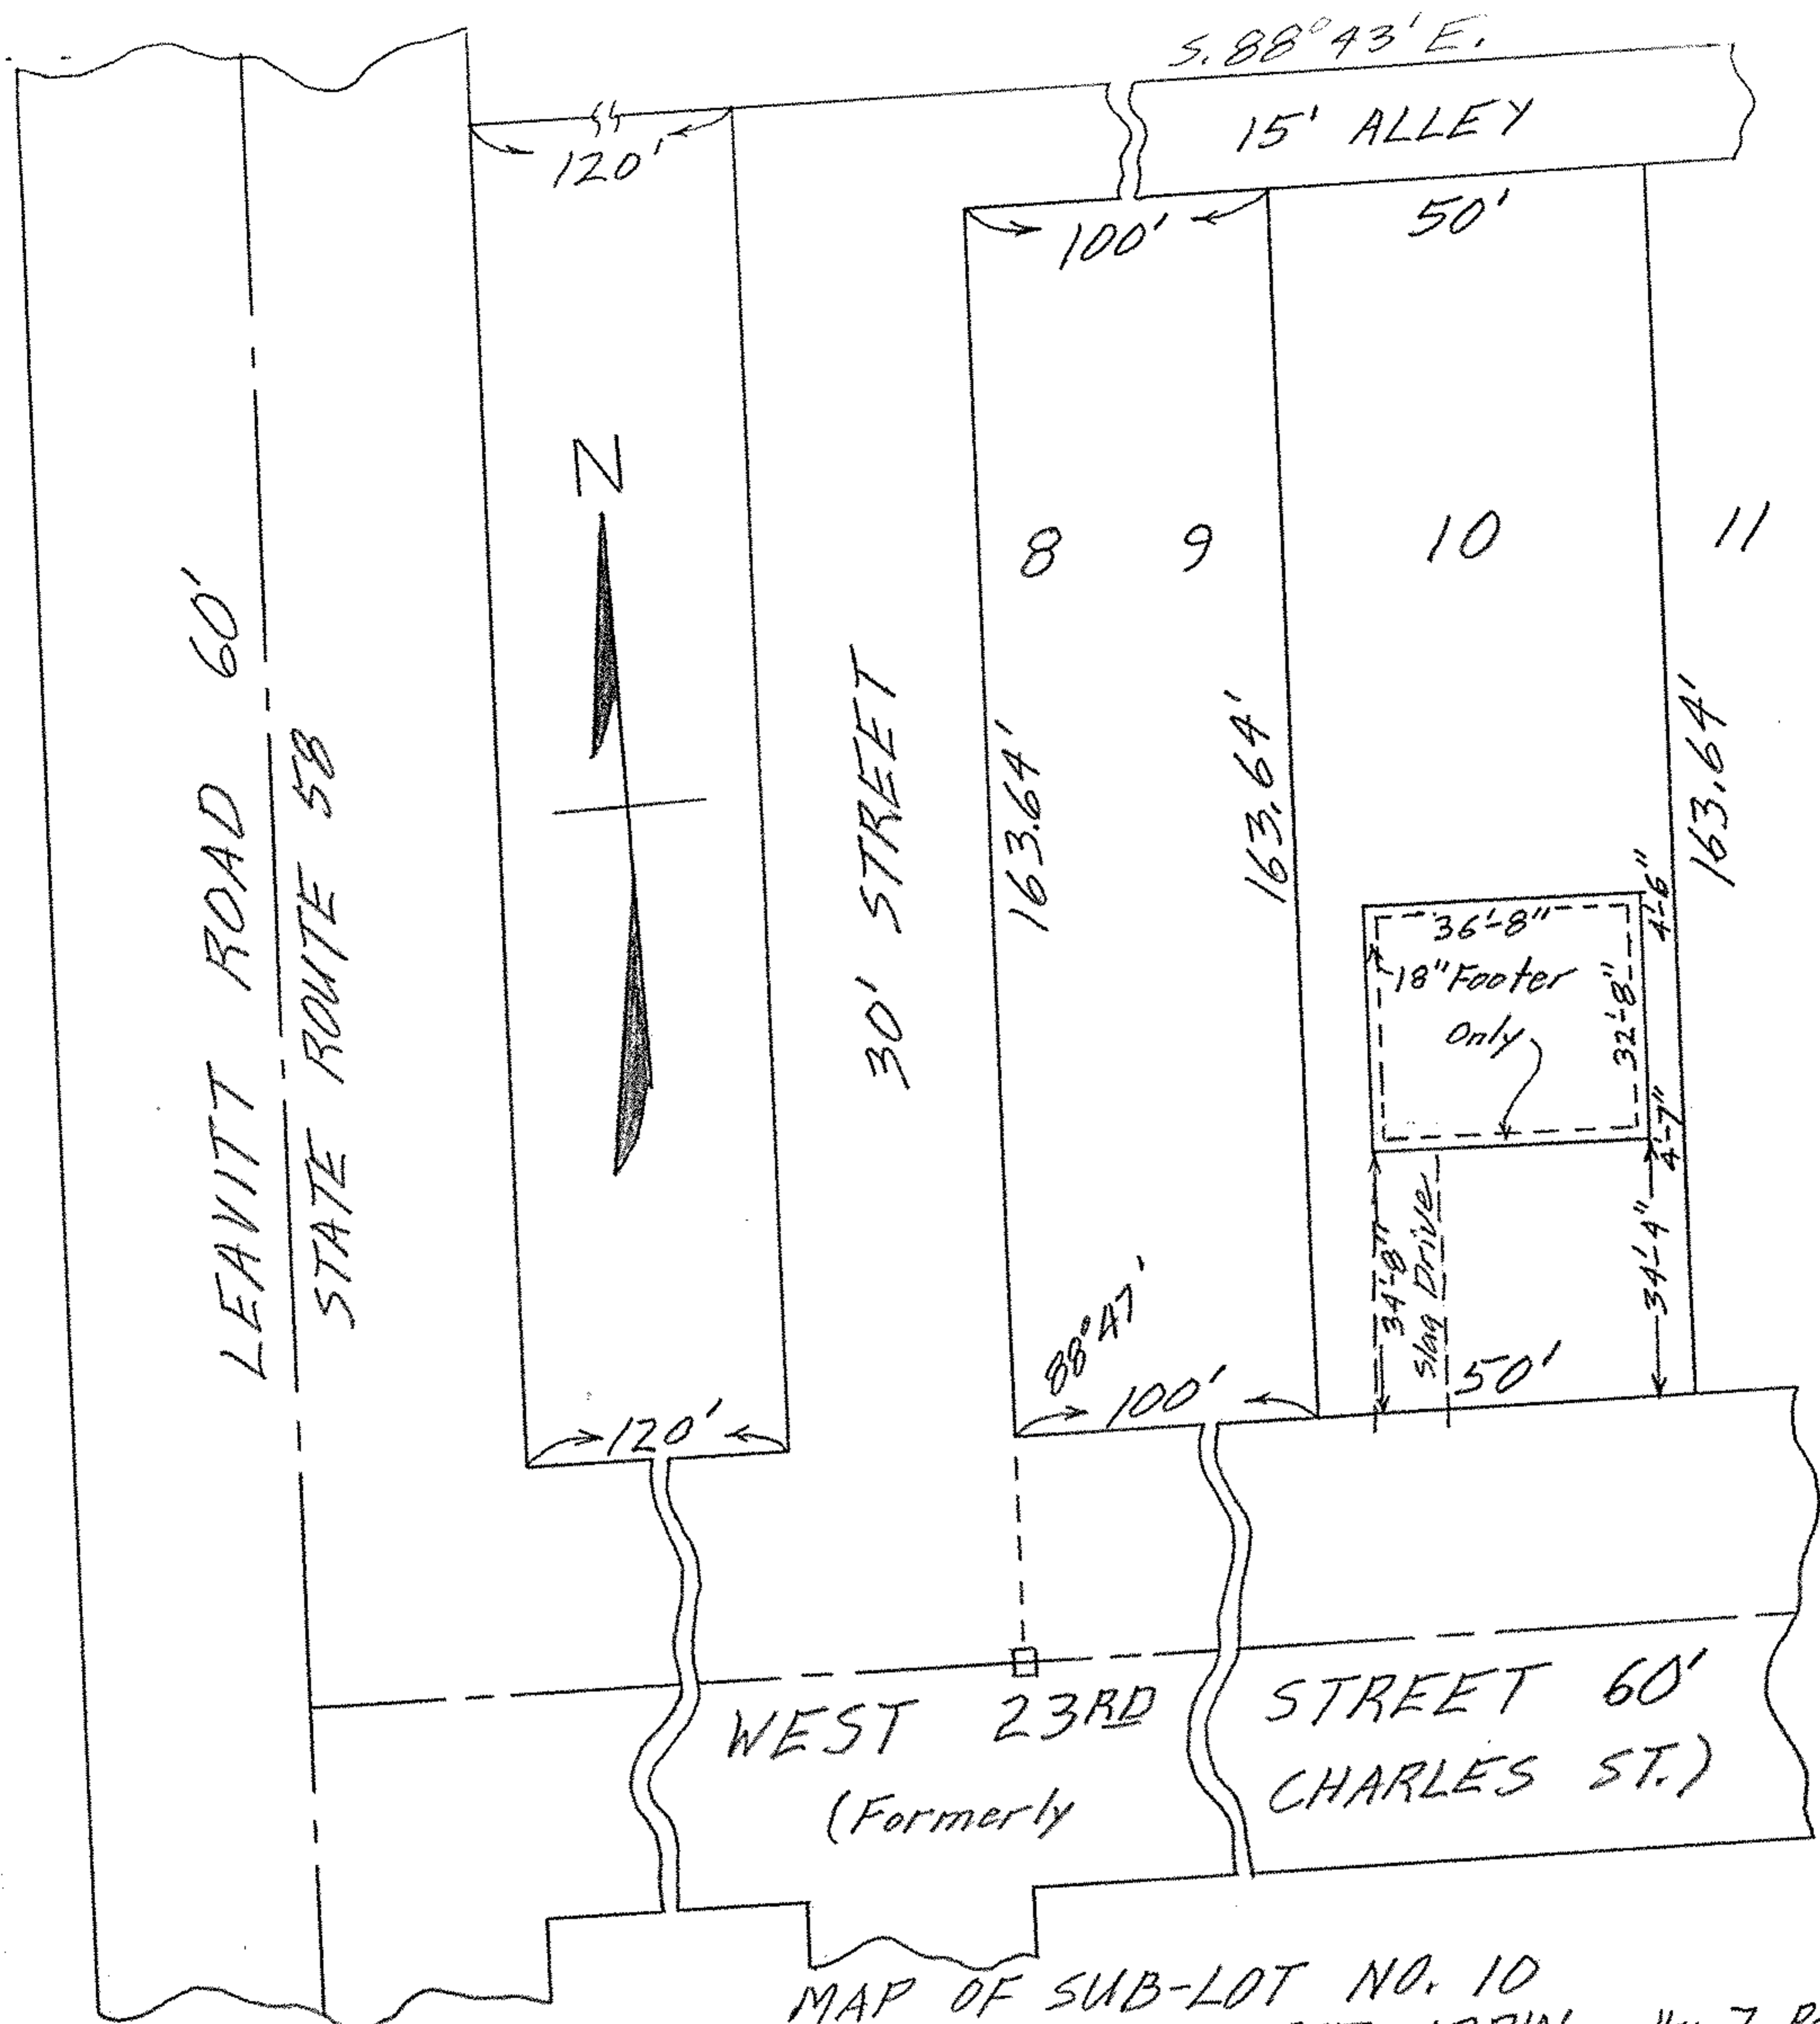 S. 88°43' E.
15' ALLEY
120'
100'
50'
N
8
9
10
11
LEAVITT ROAD 60'
STATE ROUTE 58
30' STREET
163.64'
163.64'
163.64'
36'-8"
18" Footer
Only
32'-8"
4'-6"
4'-7"
34'-8"
Slag Drive
34'-4"
88°47'
120'
100'
50'
WEST 23RD STREET 60'
(Formerly CHARLES ST.)
MAP OF SUB-LOT NO. 10